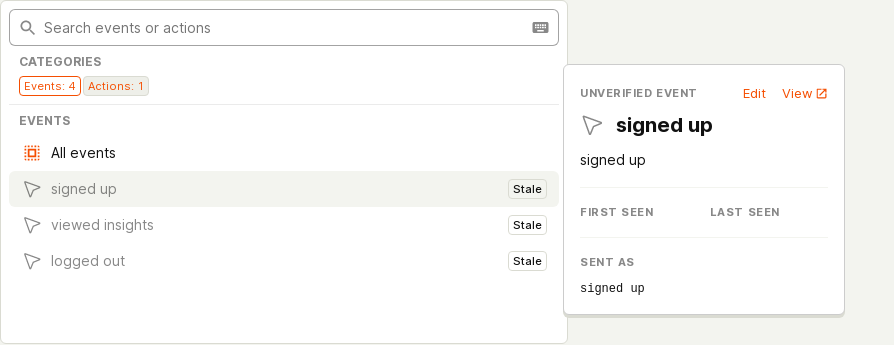 Search events or actions
CATEGORIES
Events: 4 Actions: 1
EVENTS
All events
signed up Stale
viewed insights Stale
logged out Stale
UNVERIFIED EVENT Edit View
signed up
signed up
FIRST SEEN LAST SEEN
SENT AS
signed up